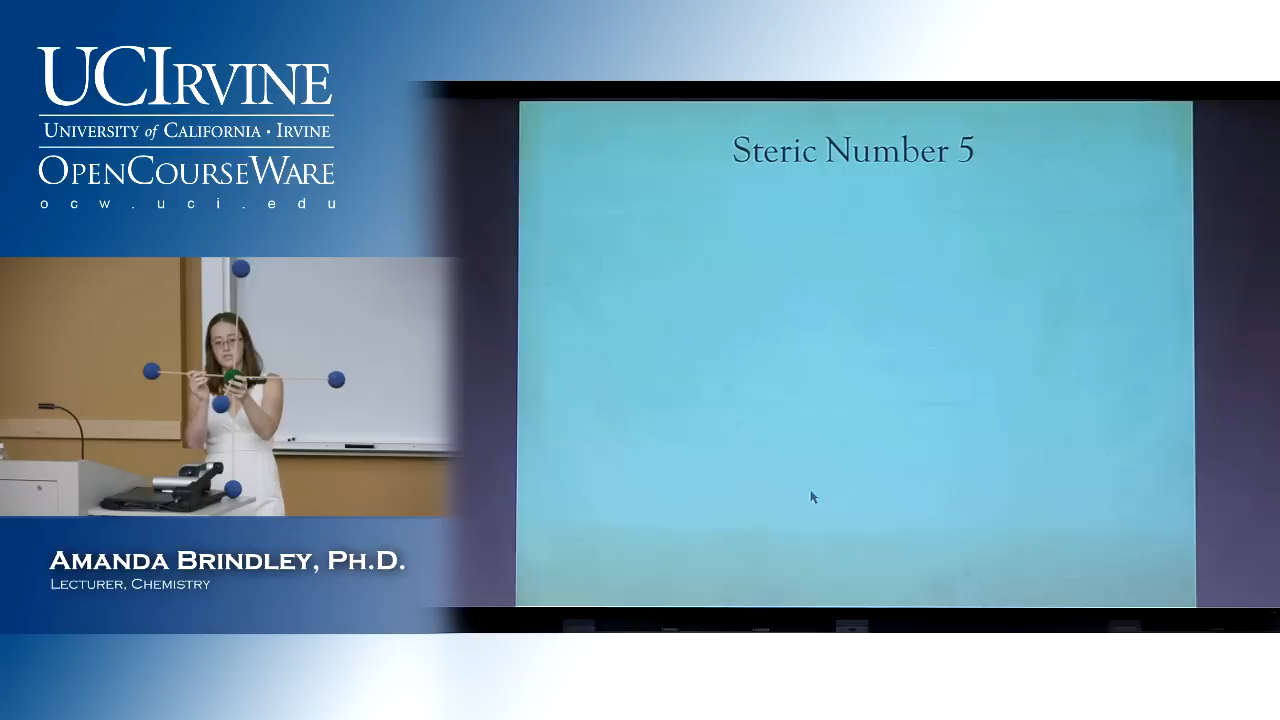 UCIRVINE
UNIVERSITY of CALIFORNIA · IRVINE
OPENCOURSEWARE
ocw.uci.edu
Steric Number 5
AMANDA BRINDLEY, PH.D.
LECTURER, CHEMISTRY